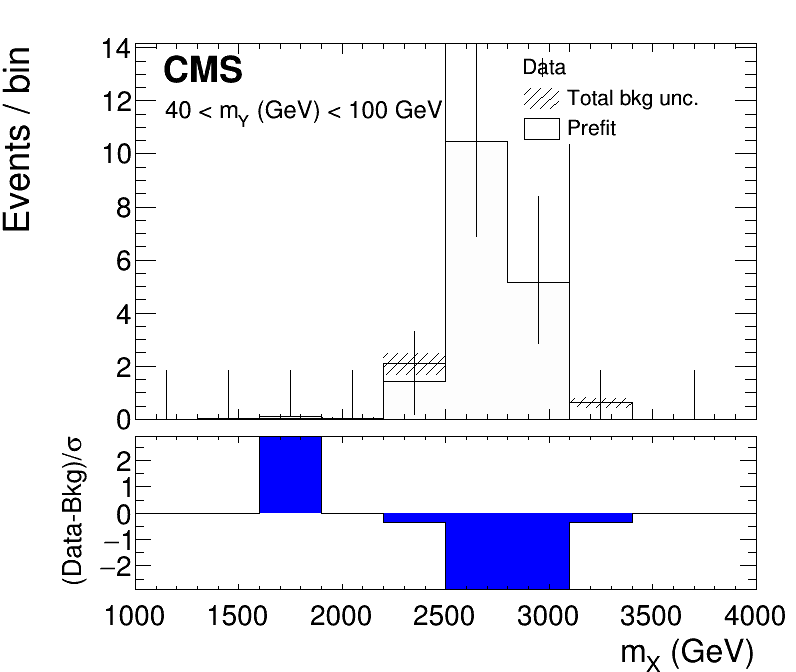 CMS
40 < mY (GeV) < 100 GeV
Data
Total bkg unc.
Prefit
Events / bin
14
12
10
8
6
4
2
0
(Data-Bkg)/σ
2
1
0
−1
−2
1000 1500 2000 2500 3000 3500 4000
mX (GeV)